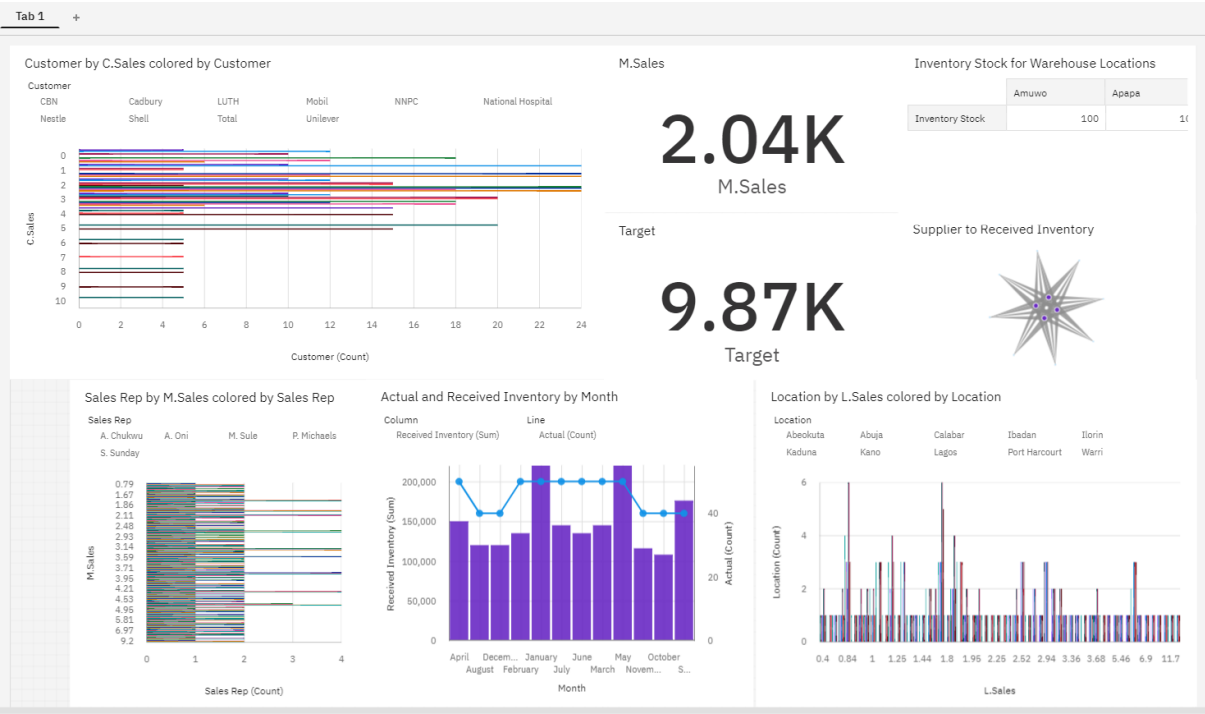 Tab 1 +
Customer by C.Sales colored by Customer
Customer
CBN Cadbury LUTH Mobil NNPC National Hospital
Nestle Shell Total Unilever
C.Sales
0
1
2
3
4
5
6
7
8
9
10
0 2 4 6 8 10 12 14 16 18 20 22 24
Customer (Count)
M.Sales
2.04K
M.Sales
Target
9.87K
Target
Inventory Stock for Warehouse Locations
Amuwo Apapa
Inventory Stock 100
Supplier to Received Inventory
Sales Rep by M.Sales colored by Sales Rep
Sales Rep
A. Chukwu A. Oni M. Sule P. Michaels
S. Sunday
M.Sales
0.79
1.67
1.86
2.11
2.48
2.93
3.14
3.59
3.71
3.95
4.21
4.63
4.95
5.81
6.97
9.2
0 1 2 3 4
Sales Rep (Count)
Actual and Received Inventory by Month
Column Line
Received Inventory (Sum) Actual (Count)
Received Inventory (Sum)
200,000
150,000
100,000
50,000
0
40
20
0
Actual (Count)
April Decem... January June May October
August February July March Novem... S...
Month
Location by L.Sales colored by Location
Location
Abeokuta Abuja Calabar Ibadan Ilorin
Kaduna Kano Lagos Port Harcourt Warri
Location (Count)
6
4
2
0
0.4 0.84 1 1.25 1.44 1.8 1.95 2.25 2.52 2.94 3.36 3.68 5.46 6.9 11.7
L.Sales